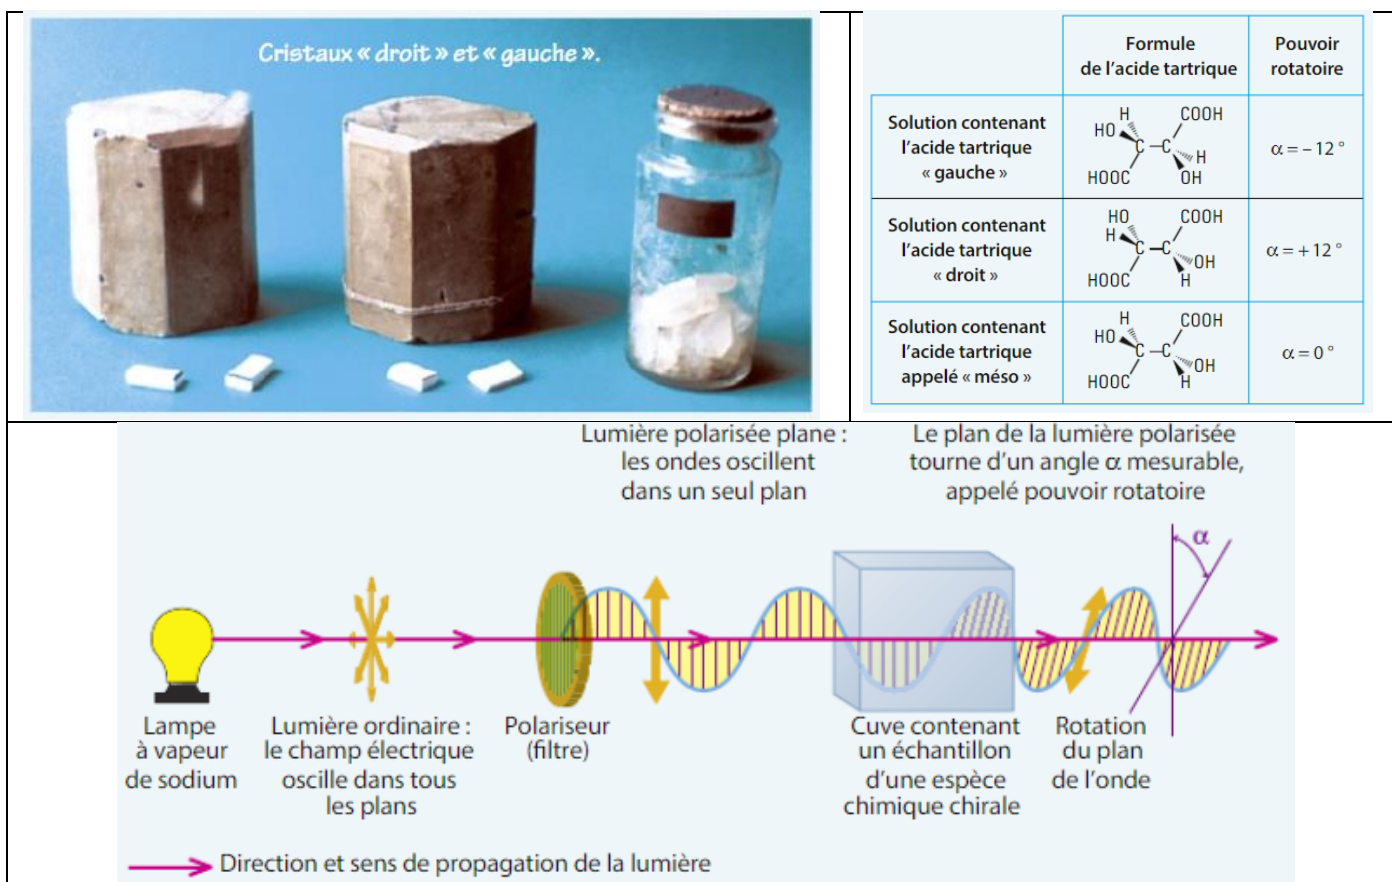 Cristaux « droit » et « gauche ».
Formule
de l'acide tartrique
Pouvoir
rotatoire
Solution contenant
l'acide tartrique
« gauche »
H
HO
COOH
C
C
H
OH
HOOC
α = – 12 °
Solution contenant
l'acide tartrique
« droit »
HO
H
COOH
C
C
OH
H
HOOC
α = + 12 °
Solution contenant
l'acide tartrique
appelé « méso »
H
HO
COOH
C
C
OH
H
HOOC
α = 0 °
Lumière polarisée plane :
les ondes oscillent
dans un seul plan
Le plan de la lumière polarisée
tourne d'un angle α mesurable,
appelé pouvoir rotatoire
α
Lampe
à vapeur
de sodium
Lumière ordinaire :
le champ électrique
oscille dans tous
les plans
Polariseur
(filtre)
Cuve contenant
un échantillon
d'une espèce
chimique chirale
Rotation
du plan
de l'onde
Direction et sens de propagation de la lumière